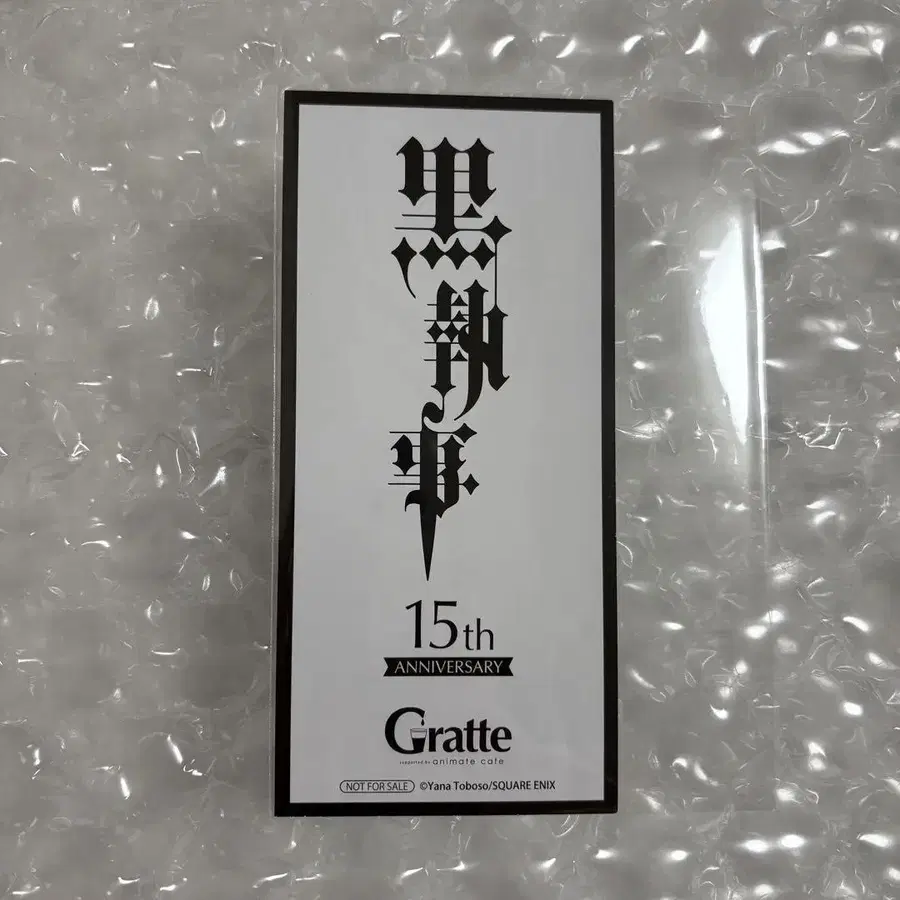 黒
執
事
15th
ANNIVERSARY
Gratte
supported by animate cafe
NOT FOR SALE ©Yana Toboso/SQUARE ENIX